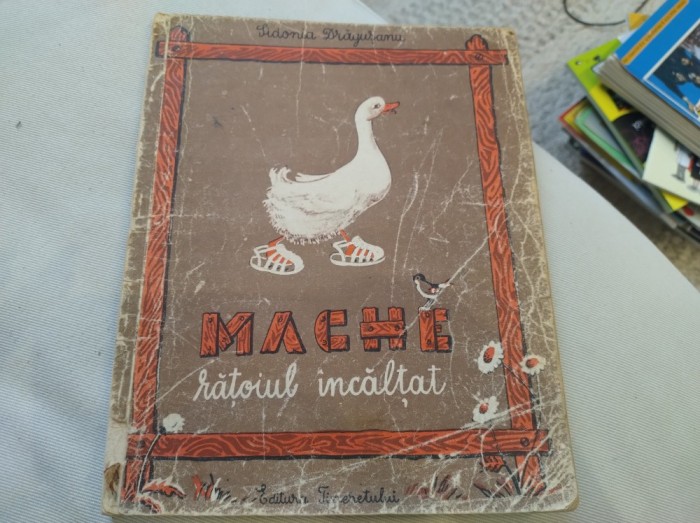 Sidonia Drăgușanu
MACHE
rățoiul încălțat
Editura Tineretului